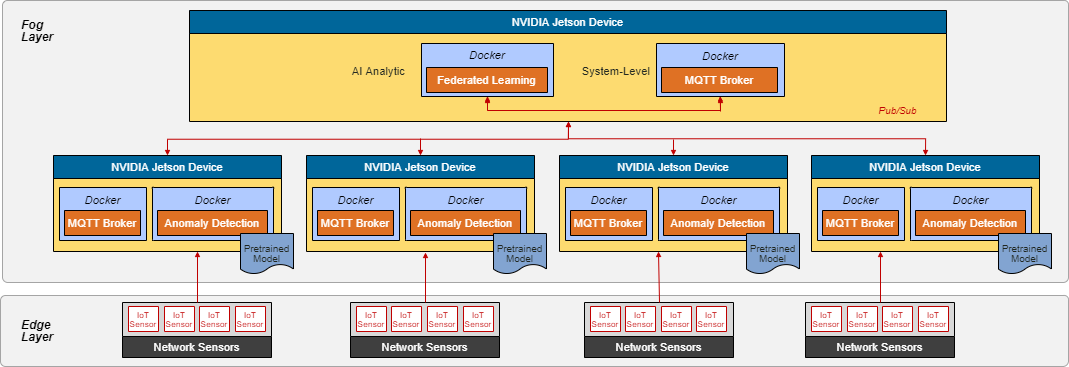 Fog
Layer
NVIDIA Jetson Device
AI Analytic
Docker
Federated Learning
System-Level
Docker
MQTT Broker
Pub/Sub
NVIDIA Jetson Device
Docker
MQTT Broker
Docker
Anomaly Detection
Pretrained
Model
NVIDIA Jetson Device
Docker
MQTT Broker
Docker
Anomaly Detection
Pretrained
Model
NVIDIA Jetson Device
Docker
MQTT Broker
Docker
Anomaly Detection
Pretrained
Model
NVIDIA Jetson Device
Docker
MQTT Broker
Docker
Anomaly Detection
Pretrained
Model
Edge
Layer
IoT
Sensor
IoT
Sensor
IoT
Sensor
IoT
Sensor
Network Sensors
IoT
Sensor
IoT
Sensor
IoT
Sensor
IoT
Sensor
Network Sensors
IoT
Sensor
IoT
Sensor
IoT
Sensor
IoT
Sensor
Network Sensors
IoT
Sensor
IoT
Sensor
IoT
Sensor
IoT
Sensor
Network Sensors